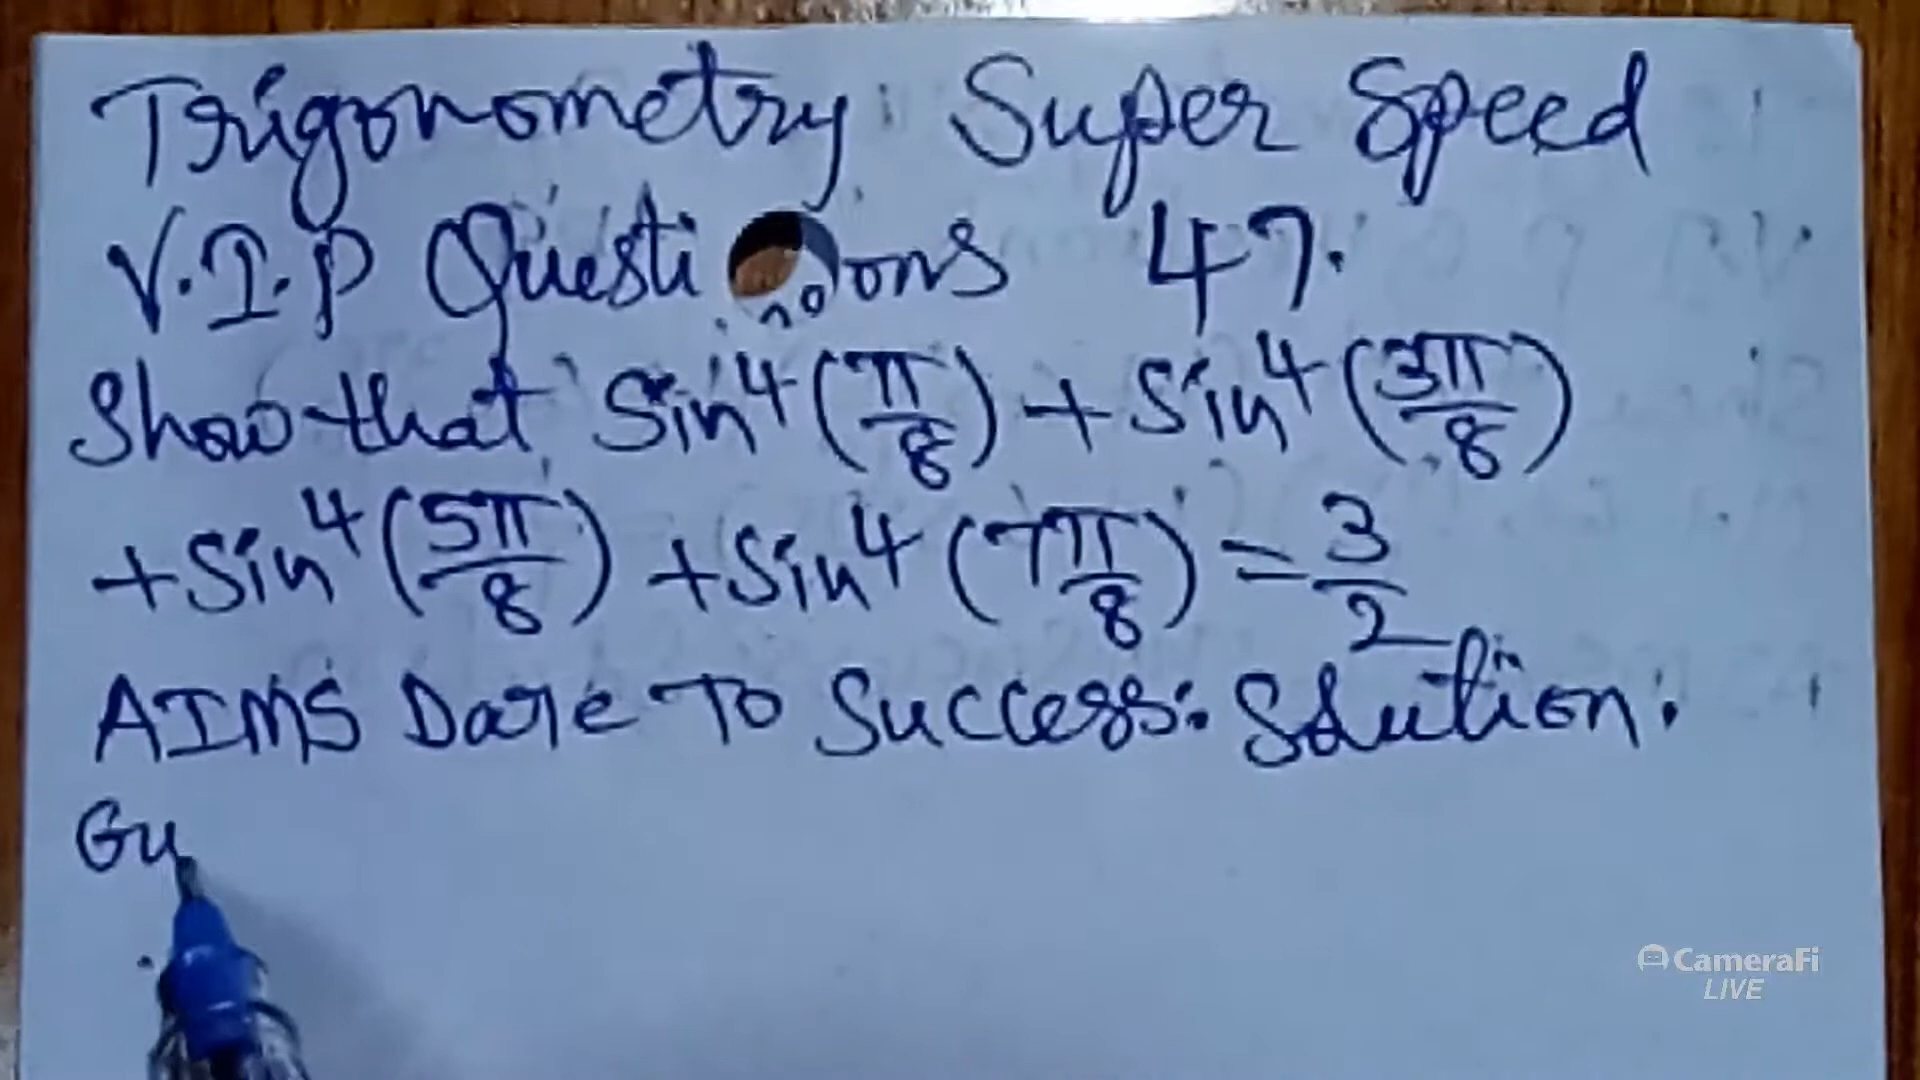 Trigonometry Super Speed
V.I.P Questions 47.
Show that Sin⁴(π/8) + Sin⁴(3π/8)
+ Sin⁴(5π/8) + Sin⁴(7π/8) = 3/2
AIMS Dare To Success: Solution.
Gu
CameraFi
LIVE